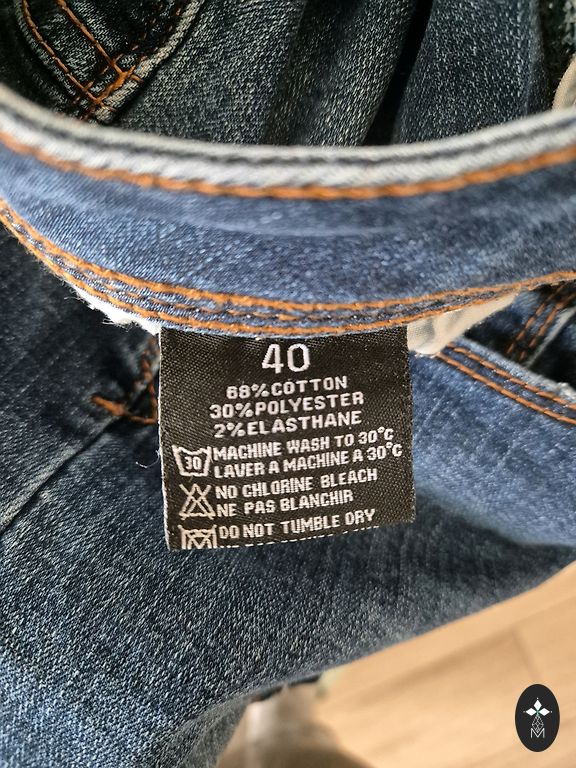 40
68%COTTON
30%POLYESTER
2%ELASTHANE
30 MACHINE WASH TO 30°C
LAVER A MACHINE A 30°C
NO CHLORINE BLEACH
NE PAS BLANCHIR
DO NOT TUMBLE DRY
M